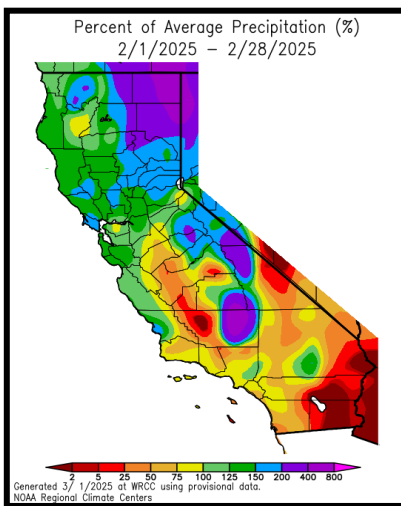 Percent of Average Precipitation (%)
2/1/2025 – 2/28/2025
2 5 25 50 75 100 125 150 200 400 800
Generated 3/ 1/2025 at WRCC using provisional data.
NOAA Regional Climate Centers